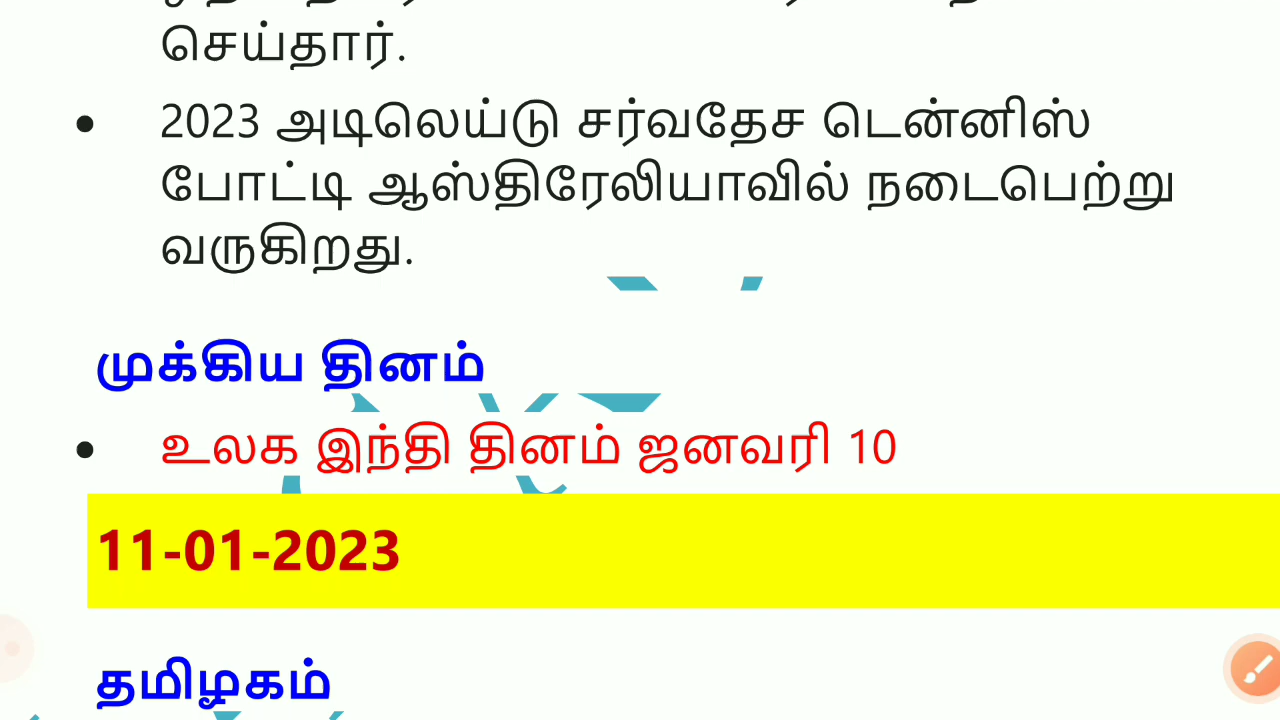 செய்தார்.
• 2023 அடிலெய்டு சர்வதேச டென்னிஸ்
போட்டி ஆஸ்திரேலியாவில் நடைபெற்று
வருகிறது.
முக்கிய தினம்
• உலக இந்தி தினம் ஜனவரி 10
11-01-2023
தமிழகம்